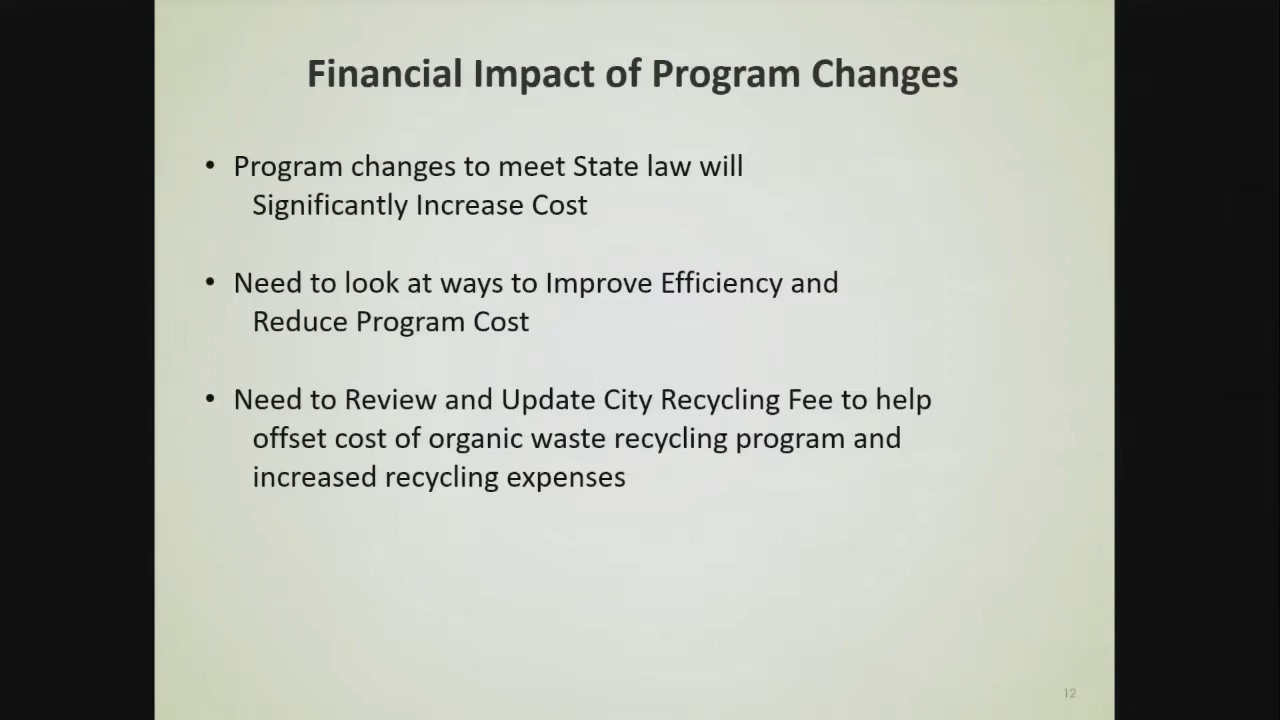 Financial Impact of Program Changes
• Program changes to meet State law will
Significantly Increase Cost
• Need to look at ways to Improve Efficiency and
Reduce Program Cost
• Need to Review and Update City Recycling Fee to help
offset cost of organic waste recycling program and
increased recycling expenses
12